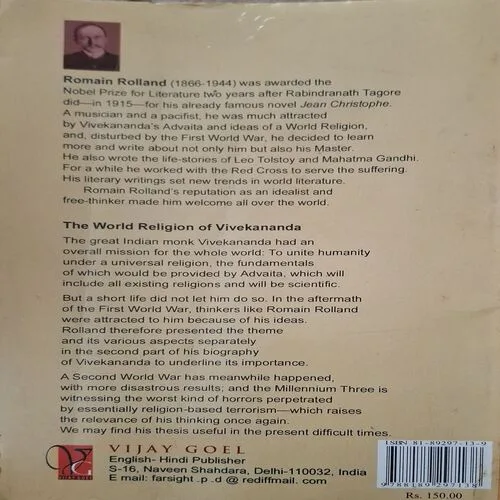 Romain Rolland (1866-1944) was awarded the
Nobel Prize for Literature two years after Rabindranath Tagore
did—in 1915—for his already famous novel Jean Christophe.
A musician and a pacifist, he was much attracted
by Vivekananda's Advaita and ideas of a World Religion,
and, disturbed by the First World War, he decided to learn
more and write about not only him but also his Master.
He also wrote the life-stories of Leo Tolstoy and Mahatma Gandhi.
For a while he worked with the Red Cross to serve the suffering.
His literary writings set new trends in world literature.
Romain Rolland's reputation as an idealist and
free-thinker made him welcome all over the world.
The World Religion of Vivekananda
The great Indian monk Vivekananda had an
overall mission for the whole world: To unite humanity
under a universal religion, the fundamentals
of which would be provided by Advaita, which will
include all existing religions and will be scientific.
But a short life did not let him do so. In the aftermath
of the First World War, thinkers like Romain Rolland
were attracted to him because of his ideas.
Rolland therefore presented the theme
and its various aspects separately
in the second part of his biography
of Vivekananda to underline its importance.
A Second World War has meanwhile happened,
with more disastrous results; and the Millennium Three is
witnessing the worst kind of horrors perpetrated
by essentially religion-based terrorism—which raises
the relevance of his thinking once again.
We may find his thesis useful in the present difficult times.
VIJAY GOEL
English- Hindi Publisher
S-16, Naveen Shahdara, Delhi-110032, India
E mail: farsight .p .d @ rediffmail. com
VIJAY GOEL
ISBN 81-89297-13-9
9 788189 297138
Rs. 150.00